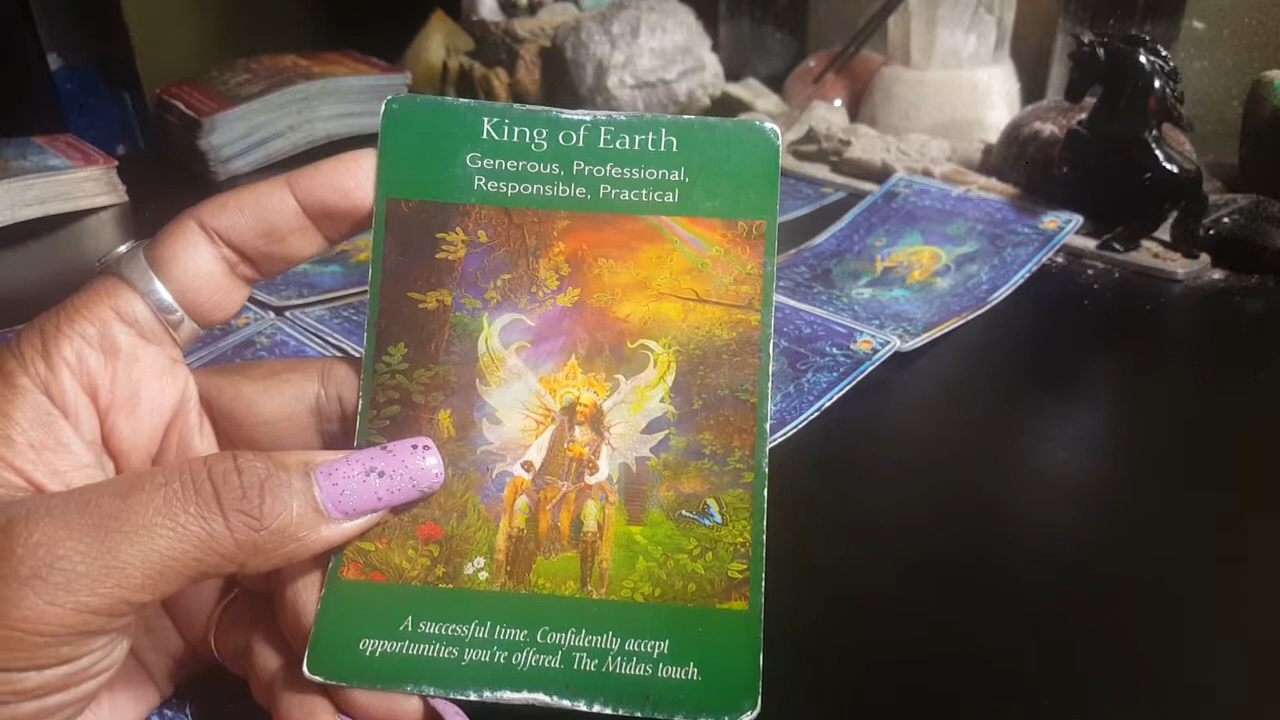 King of Earth
Generous, Professional,
Responsible, Practical
A successful time. Confidently accept
opportunities you're offered. The Midas touch.